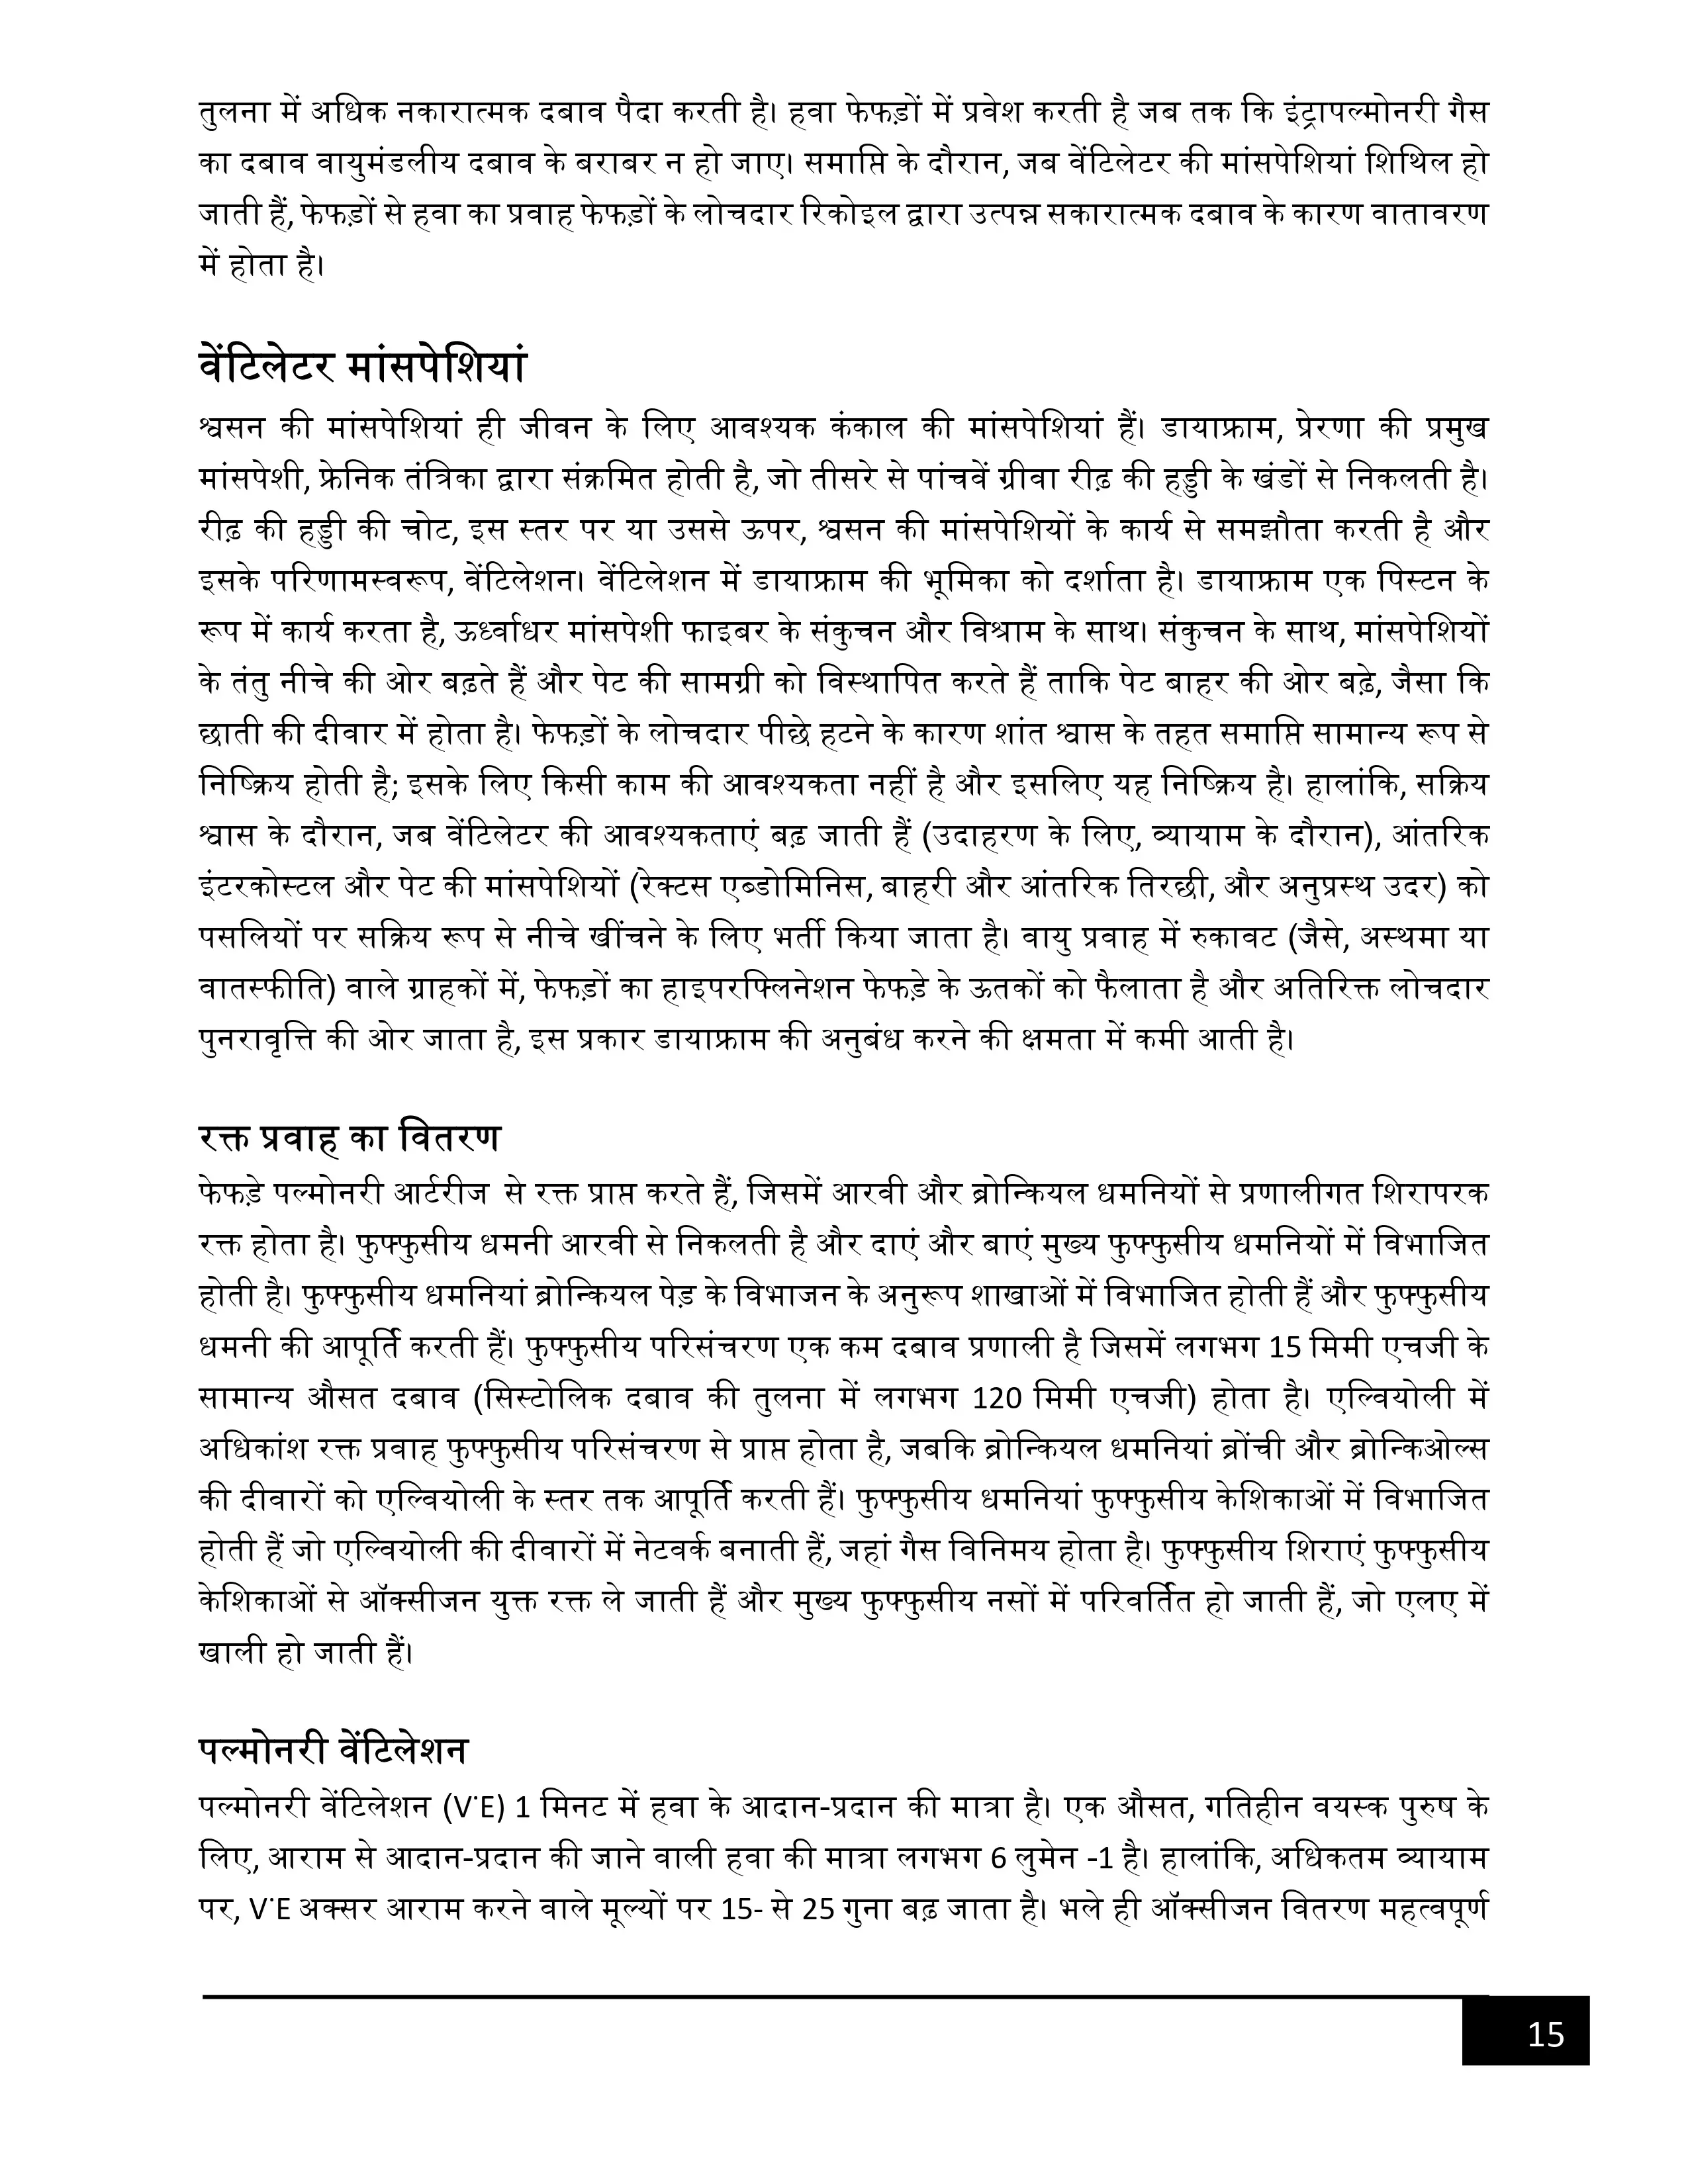 तुलना में अधिक नकारात्मक दबाव पैदा करती है। हवा फेफड़ों में प्रवेश करती है जब तक कि इंट्रापल्मोनरी गैस
का दबाव वायुमंडलीय दबाव के बराबर न हो जाए। समाप्ति के दौरान, जब वेंटिलेटर की मांसपेशियां शिथिल हो
जाती हैं, फेफड़ों से हवा का प्रवाह फेफड़ों के लोचदार रिकोइल द्वारा उत्पन्न सकारात्मक दबाव के कारण वातावरण
में होता है।
वेंटिलेटर मांसपेशियां
श्वसन की मांसपेशियां ही जीवन के लिए आवश्यक कंकाल की मांसपेशियां हैं। डायाफ्राम, प्रेरणा की प्रमुख
मांसपेशी, फ्रेनिक तंत्रिका द्वारा संक्रमित होती है, जो तीसरे से पांचवें ग्रीवा रीढ़ की हड्डी के खंडों से निकलती है।
रीढ़ की हड्डी की चोट, इस स्तर पर या उससे ऊपर, श्वसन की मांसपेशियों के कार्य से समझौता करती है और
इसके परिणामस्वरूप, वेंटिलेशन। वेंटिलेशन में डायाफ्राम की भूमिका को दर्शाता है। डायाफ्राम एक पिस्टन के
रूप में कार्य करता है, ऊर्ध्वाधर मांसपेशी फाइबर के संकुचन और विश्राम के साथ। संकुचन के साथ, मांसपेशियों
के तंतु नीचे की ओर बढ़ते हैं और पेट की सामग्री को विस्थापित करते हैं ताकि पेट बाहर की ओर बढ़े, जैसा कि
छाती की दीवार में होता है। फेफड़ों के लोचदार पीछे हटने के कारण शांत श्वास के तहत समाप्ति सामान्य रूप से
निष्क्रिय होती है; इसके लिए किसी काम की आवश्यकता नहीं है और इसलिए यह निष्क्रिय है। हालांकि, सक्रिय
श्वास के दौरान, जब वेंटिलेटर की आवश्यकताएं बढ़ जाती हैं (उदाहरण के लिए, व्यायाम के दौरान), आंतरिक
इंटरकोस्टल और पेट की मांसपेशियों (रेक्टस एब्डोमिनिस, बाहरी और आंतरिक तिरछी, और अनुप्रस्थ उदर) को
पसलियों पर सक्रिय रूप से नीचे खींचने के लिए भर्ती किया जाता है। वायु प्रवाह में रुकावट (जैसे, अस्थमा या
वातस्फीति) वाले ग्राहकों में, फेफड़ों का हाइपरफ्लिनेशन फेफड़े के ऊतकों को फैलाता है और अतिरिक्त लोचदार
पुनरावृत्ति की ओर जाता है, इस प्रकार डायाफ्राम की अनुबंध करने की क्षमता में कमी आती है।
रक्त प्रवाह का वितरण
फेफड़े पल्मोनरी आर्टरीज से रक्त प्राप्त करते हैं, जिसमें आरवी और ब्रोन्कियल धमनियों से प्रणालीगत शिरापरक
रक्त होता है। फुफ्फुसीय धमनी आरवी से निकलती है और दाएं और बाएं मुख्य फुफ्फुसीय धमनियों में विभाजित
होती है। फुफ्फुसीय धमनियां ब्रोन्कियल पेड़ के विभाजन के अनुरूप शाखाओं में विभाजित होती हैं और फुफ्फुसीय
धमनी की आपूर्ति करती हैं। फुफ्फुसीय परिसंचरण एक कम दबाव प्रणाली है जिसमें लगभग 15 मिमी एचजी के
सामान्य औसत दबाव (सिस्टोलिक दबाव की तुलना में लगभग 120 मिमी एचजी) होता है। एल्वियोली में
अधिकांश रक्त प्रवाह फुफ्फुसीय परिसंचरण से प्राप्त होता है, जबकि ब्रोन्कियल धमनियां ब्रोंची और ब्रोन्किओल्स
की दीवारों को एल्वियोली के स्तर तक आपूर्ति करती हैं। फुफ्फुसीय धमनियां फुफ्फुसीय केशिकाओं में विभाजित
होती हैं जो एल्वियोली की दीवारों में नेटवर्क बनाती हैं, जहां गैस विनिमय होता है। फुफ्फुसीय शिराएं फुफ्फुसीय
केशिकाओं से ऑक्सीजन युक्त रक्त ले जाती हैं और मुख्य फुफ्फुसीय नसों में परिवर्तित हो जाती हैं, जो एलए में
खाली हो जाती हैं।
पल्मोनरी वेंटिलेशन
पल्मोनरी वेंटिलेशन (V˙E) 1 मिनट में हवा के आदान-प्रदान की मात्रा है। एक औसत, गतिहीन वयस्क पुरुष के
लिए, आराम से आदान-प्रदान की जाने वाली हवा की मात्रा लगभग 6 लुमेन -1 है। हालांकि, अधिकतम व्यायाम
पर, V˙E अक्सर आराम करने वाले मूल्यों पर 15- से 25 गुना बढ़ जाता है। भले ही ऑक्सीजन वितरण महत्वपूर्ण
15